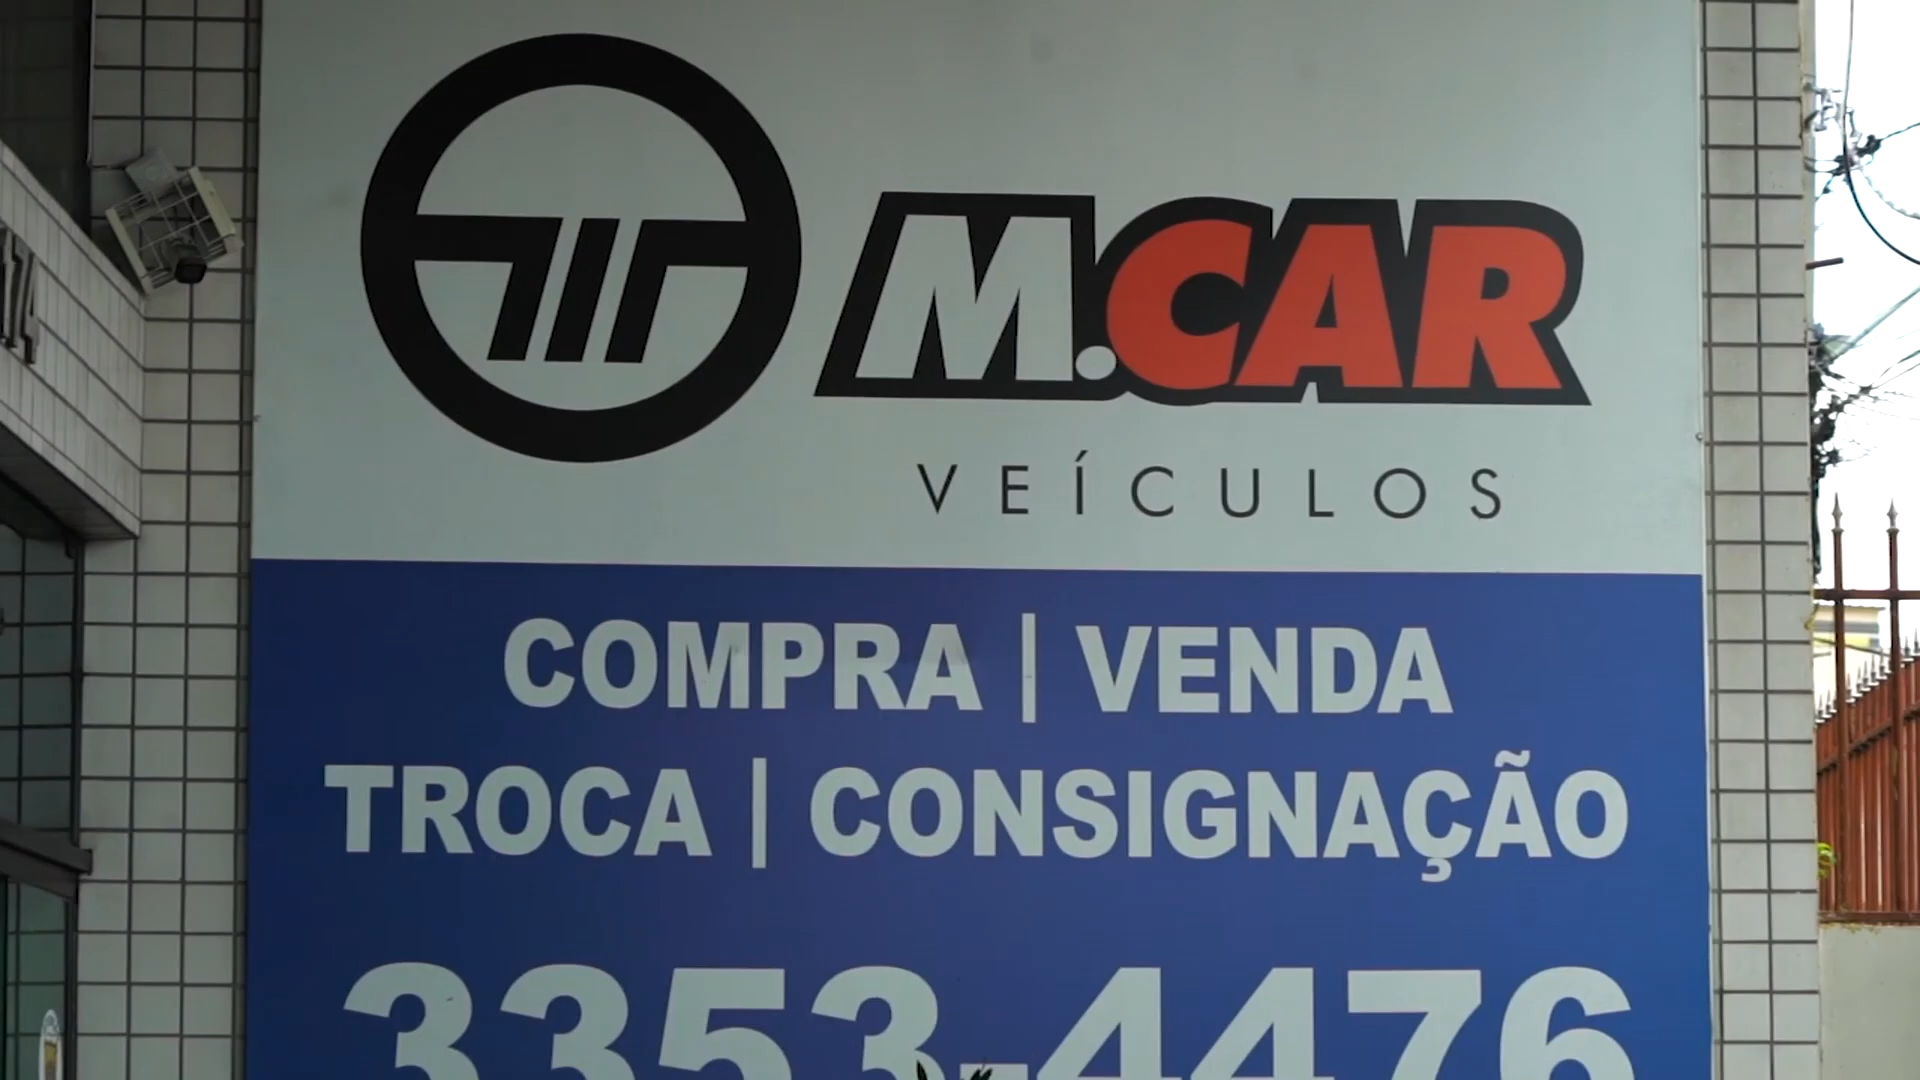 M.CAR
VEÍCULOS
COMPRA | VENDA
TROCA | CONSIGNAÇÃO
3353-4476